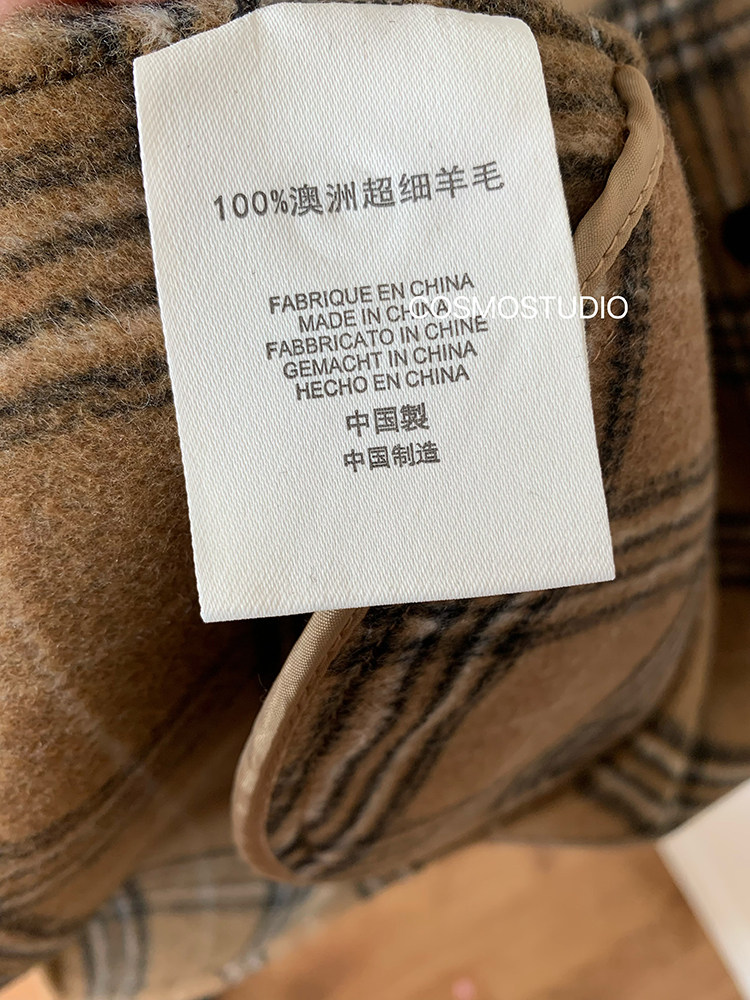 100%澳洲超细羊毛
FABRIQUE EN CHINA
MADE IN CHINA
COSMOSTUDIO
FABBRICATO IN CHINE
GEMACHT IN CHINA
HECHO EN CHINA
中国製
中国制造